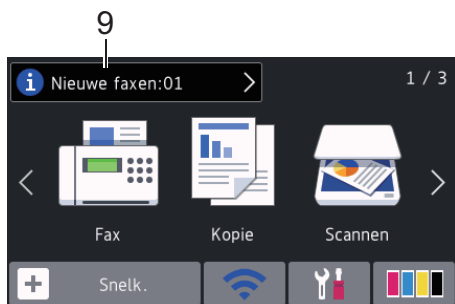 9
i Nieuwe faxen:01
1 / 3
Fax Kopie Scannen
+ Snelk.